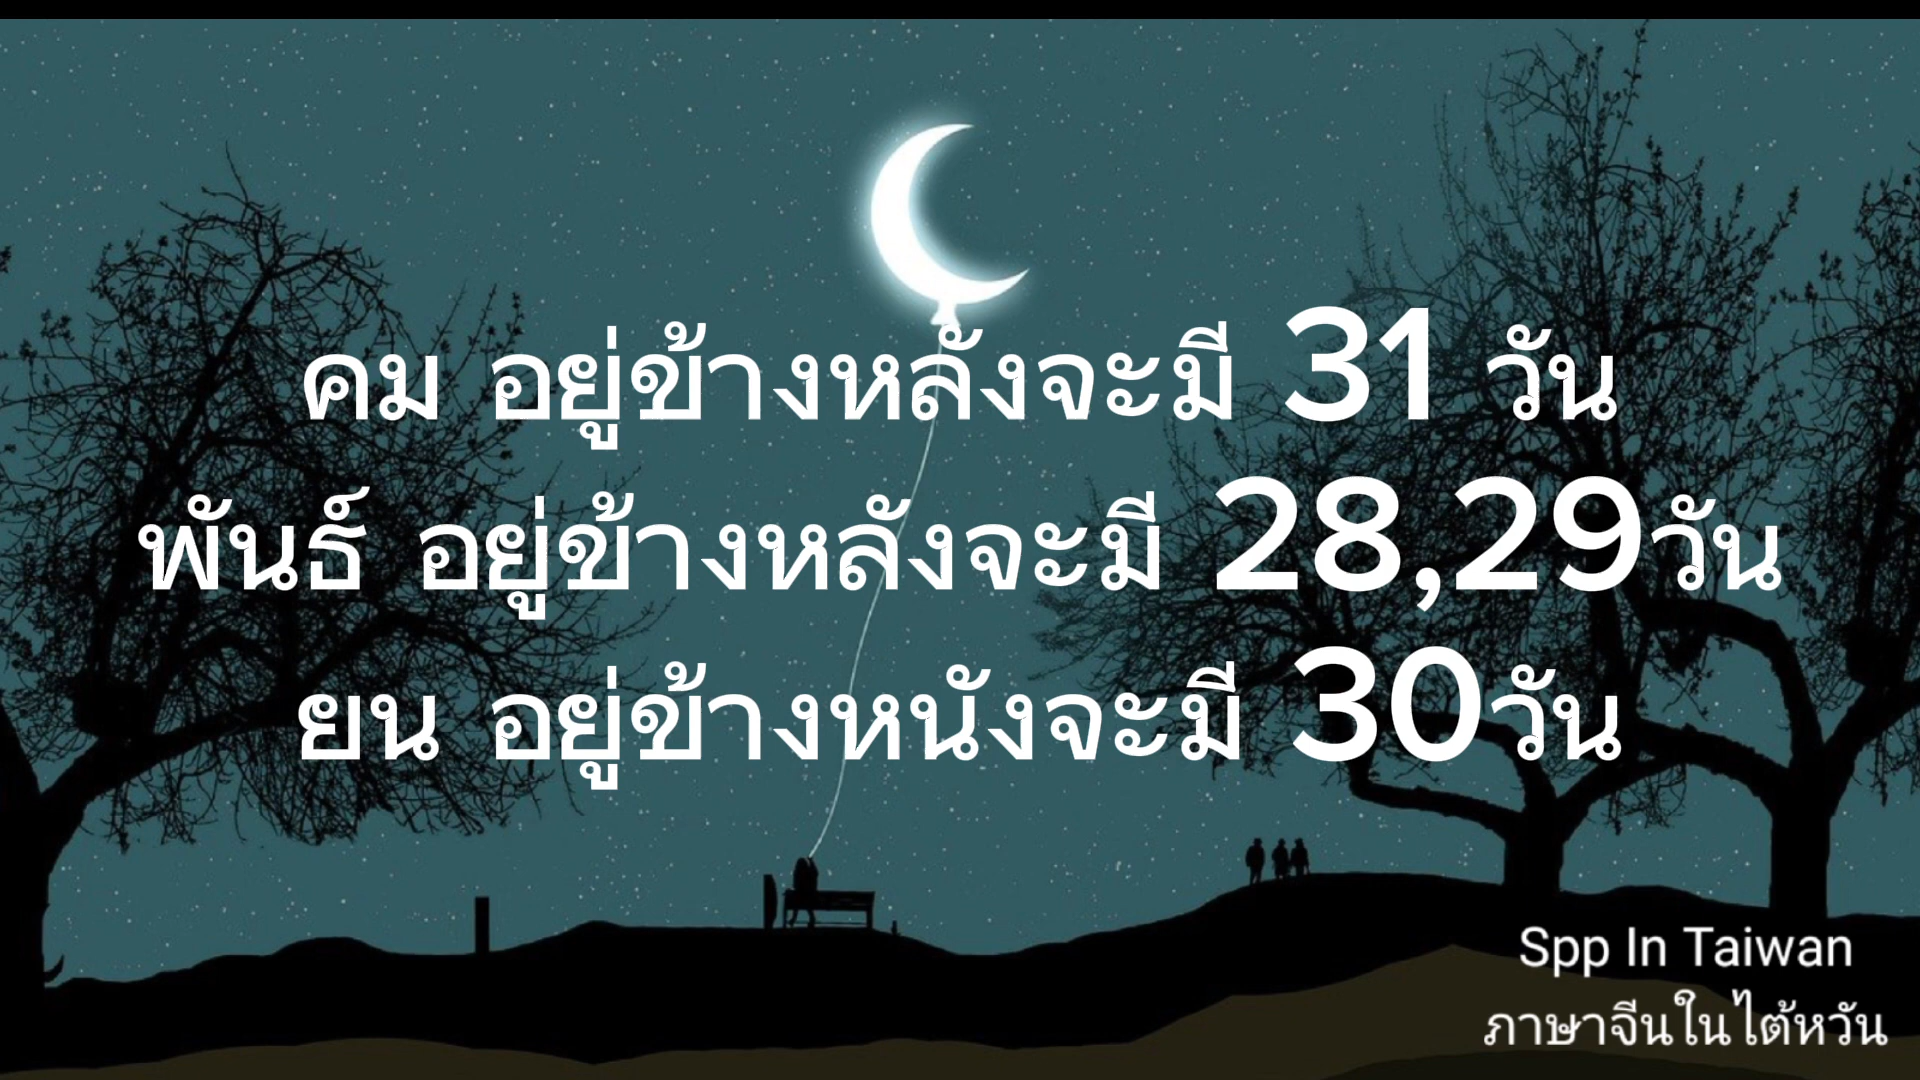 คม อยู่ข้างหลังจะมี 31 วัน
พันธ์ อยู่ข้างหลังจะมี 28,29วัน
ยน อยู่ข้างหนังจะมี 30วัน
Spp In Taiwan
ภาษาจีนในไต้หวัน